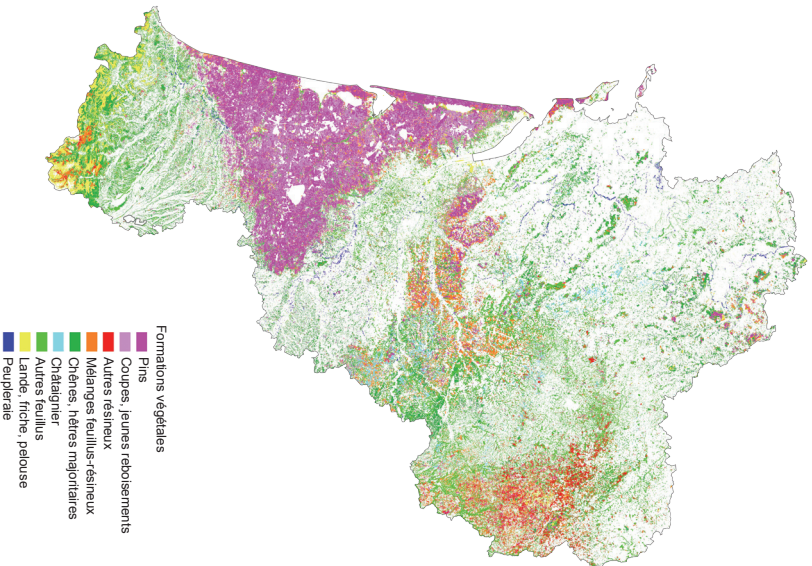 Formations végétales
Pins
Coupes, jeunes reboisements
Autres résineux
Mélanges feuillus-résineux
Chênes, hêtres majoritaires
Châtaignier
Autres feuillus
Lande, friche, pelouse
Peupleraie